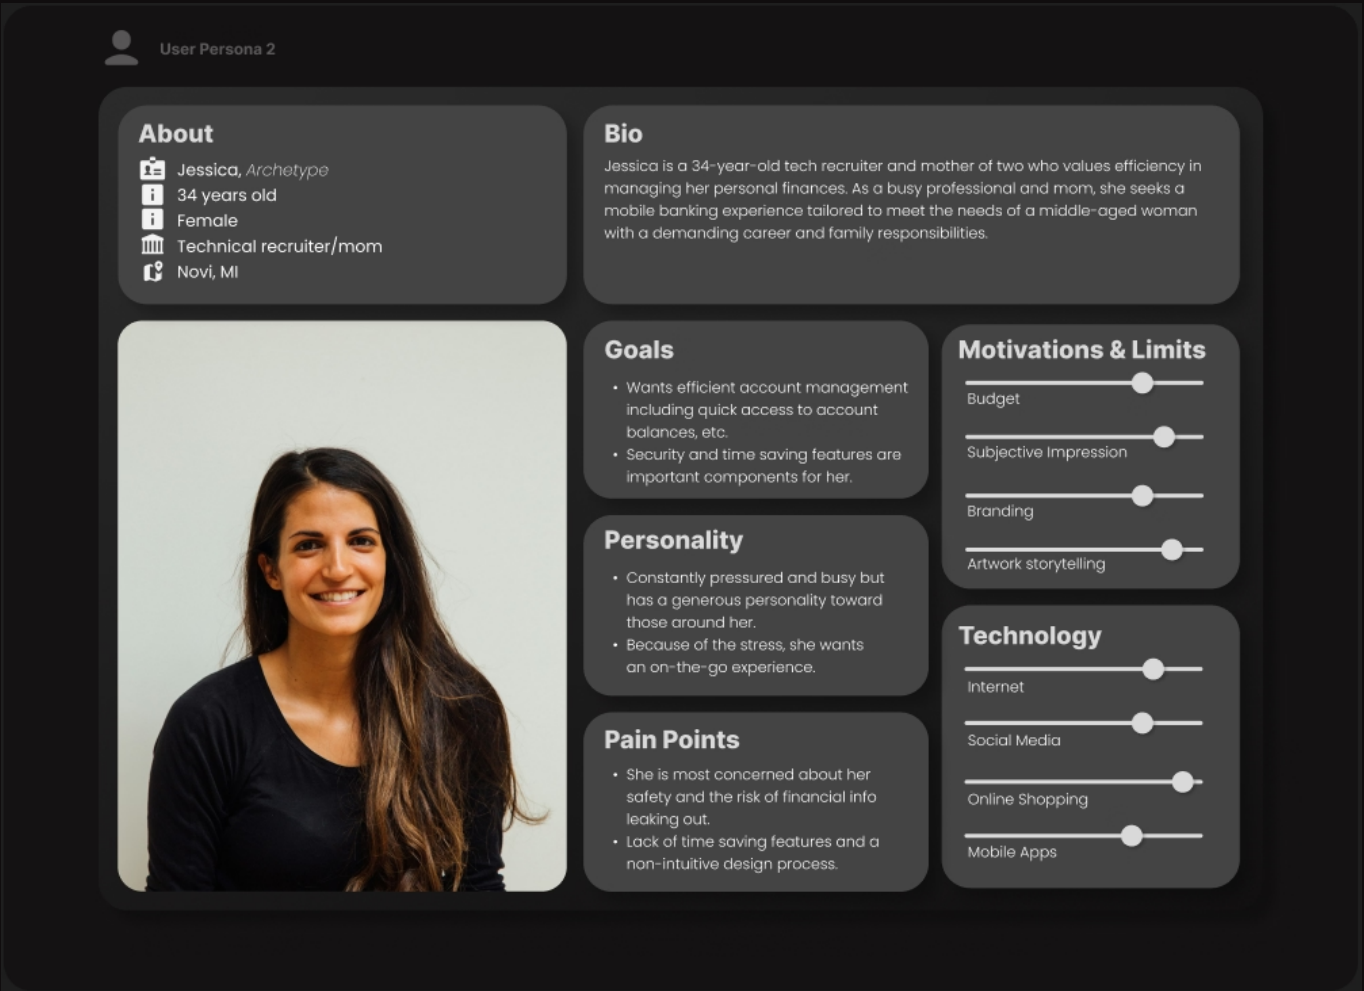 User Persona 2
About
Jessica, Archetype
34 years old
Female
Technical recruiter/mom
Novi, MI
Bio
Jessica is a 34-year-old tech recruiter and mother of two who values efficiency in
managing her personal finances. As a busy professional and mom, she seeks a
mobile banking experience tailored to meet the needs of a middle-aged woman
with a demanding career and family responsibilities.
Goals
• Wants efficient account management
including quick access to account
balances, etc.
• Security and time saving features are
important components for her.
Personality
• Constantly pressured and busy but
has a generous personality toward
those around her.
• Because of the stress, she wants
an on-the-go experience.
Pain Points
• She is most concerned about her
safety and the risk of financial info
leaking out.
• Lack of time saving features and a
non-intuitive design process.
Motivations & Limits
Budget
Subjective Impression
Branding
Artwork storytelling
Technology
Internet
Social Media
Online Shopping
Mobile Apps